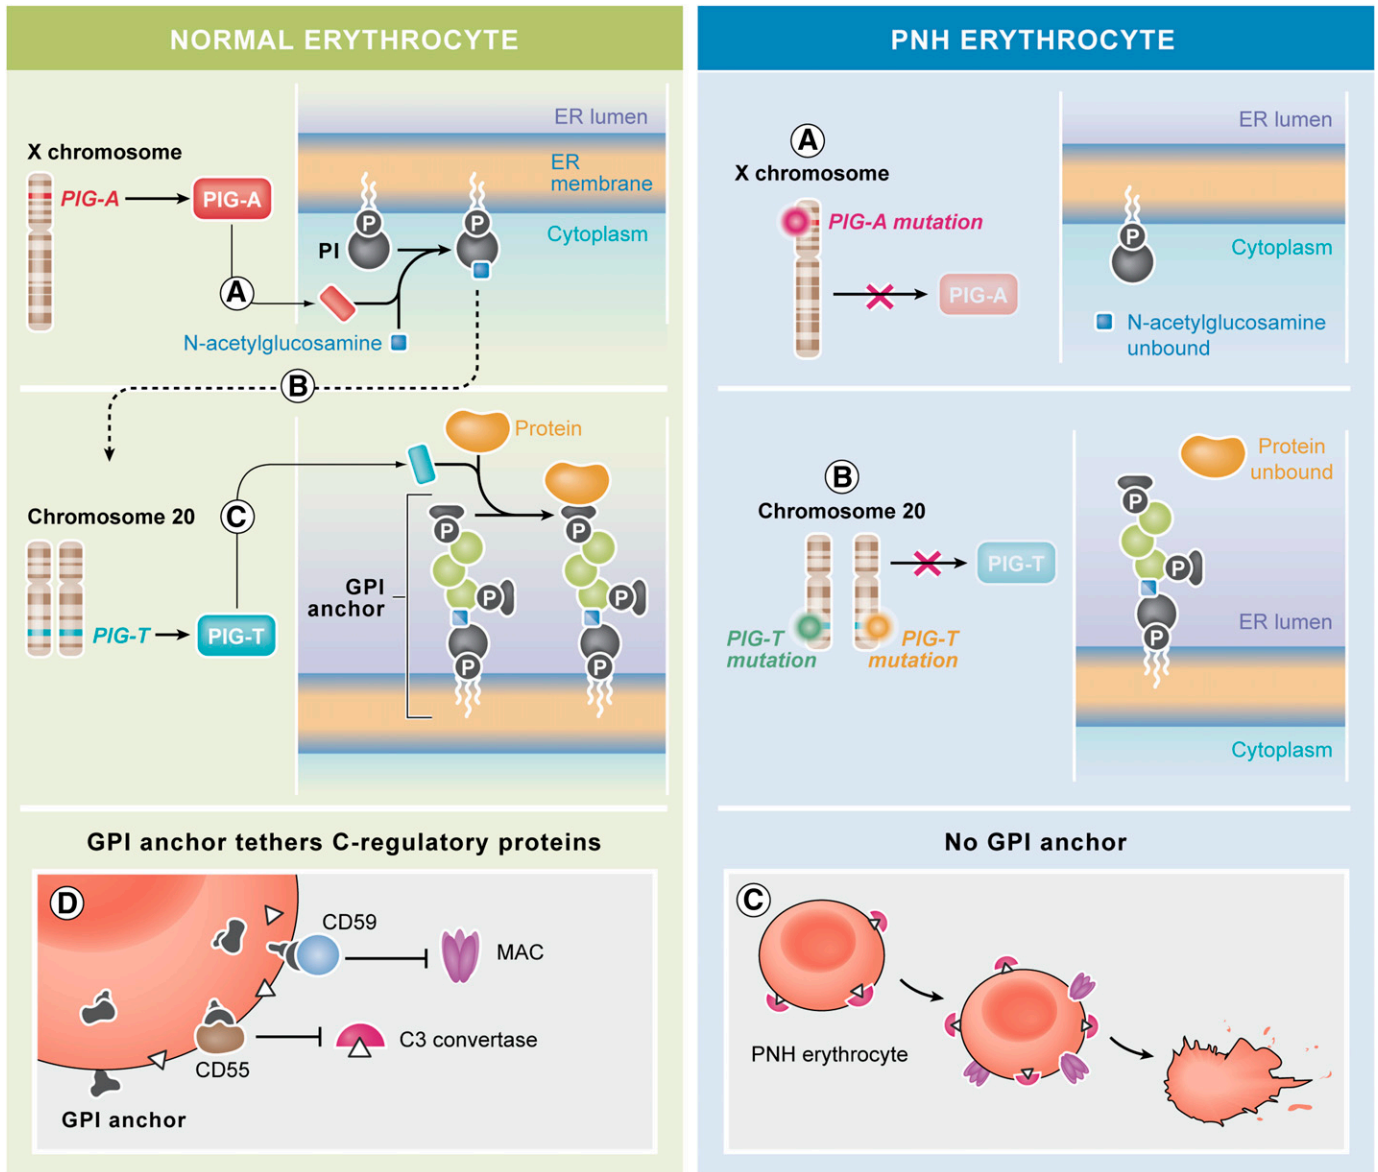 NORMAL ERYTHROCYTE
X chromosome
PIG-A
PIG-A
A
ER lumen
ER
membrane
Cytoplasm
P
P
PI
N-acetylglucosamine
B
Chromosome 20
PIG-T
PIG-T
C
Protein
GPI
anchor
P
P
P
P
P
P
GPI anchor tethers C-regulatory proteins
D
CD59
MAC
C3 convertase
CD55
GPI anchor
PNH ERYTHROCYTE
A
X chromosome
PIG-A mutation
PIG-A
ER lumen
P
Cytoplasm
N-acetylglucosamine
unbound
B
Chromosome 20
PIG-T
PIG-T
mutation
PIG-T
mutation
Protein
unbound
P
P
P
ER lumen
Cytoplasm
No GPI anchor
C
PNH erythrocyte